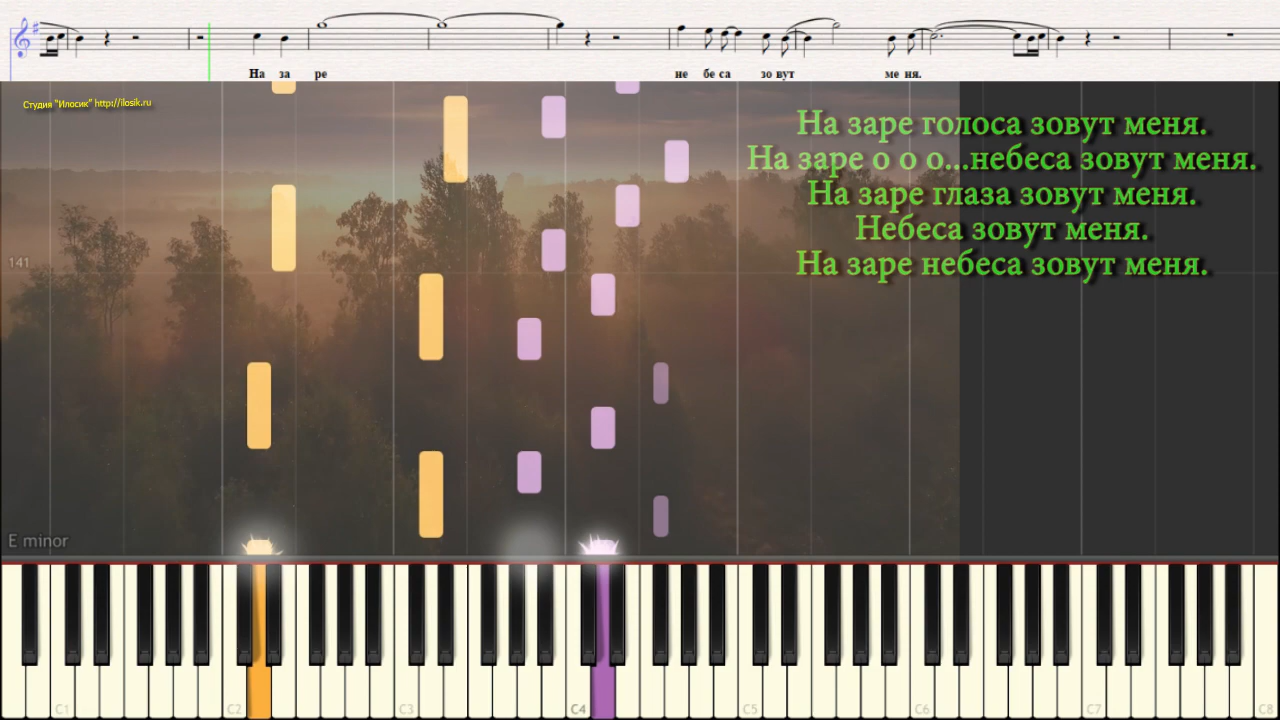 На за ре не бе са зо вут ме ня.
Студия "Илосик" http://ilosik.ru
На заре голоса зовут меня.
На заре о о о...небеса зовут меня.
На заре глаза зовут меня.
Небеса зовут меня.
На заре небеса зовут меня.
141
E minor
C1 C2 C3 C4 C5 C6 C7 C8